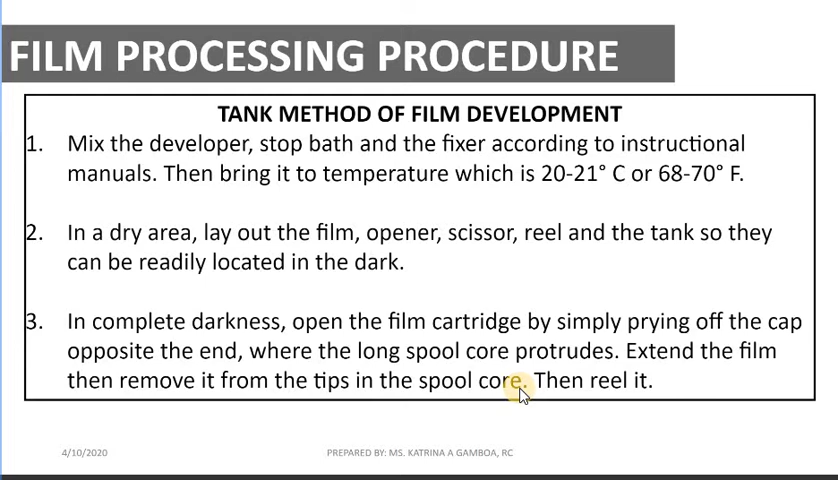 FILM PROCESSING PROCEDURE
TANK METHOD OF FILM DEVELOPMENT
1. Mix the developer, stop bath and the fixer according to instructional
manuals. Then bring it to temperature which is 20-21° C or 68-70° F.
2. In a dry area, lay out the film, opener, scissor, reel and the tank so they
can be readily located in the dark.
3. In complete darkness, open the film cartridge by simply prying off the cap
opposite the end, where the long spool core protrudes. Extend the film
then remove it from the tips in the spool core. Then reel it.
4/10/2020 PREPARED BY: MS. KATRINA A GAMBOA, RC